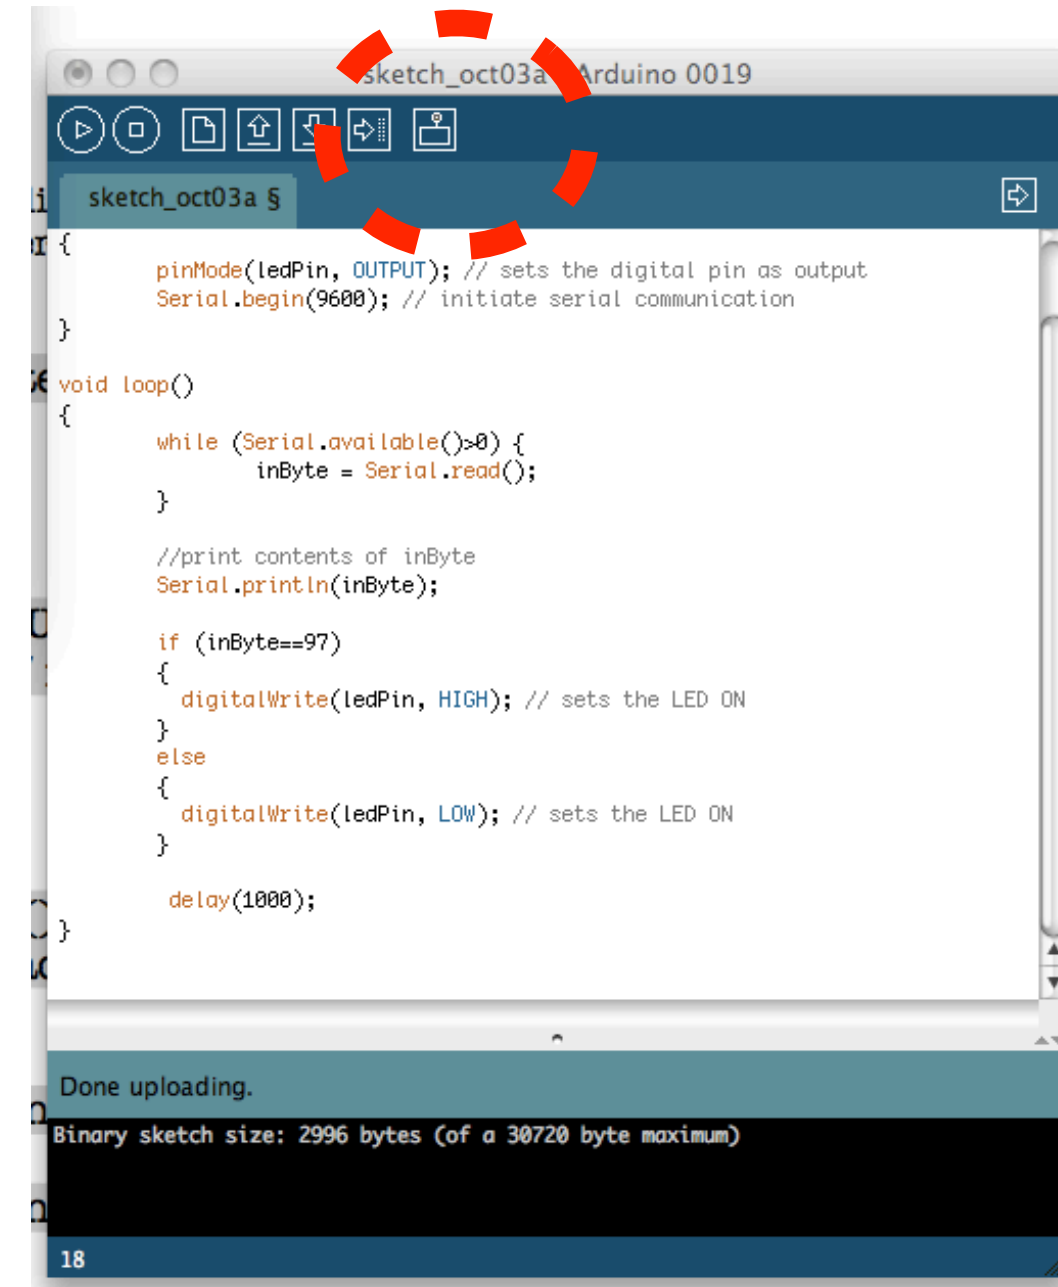 sketch_oct03a Arduino 0019
sketch_oct03a §
{
pinMode(ledPin, OUTPUT); // sets the digital pin as output
Serial.begin(9600); // initiate serial communication
}
void loop()
{
while (Serial.available()>0) {
inByte = Serial.read();
}
//print contents of inByte
Serial.println(inByte);
if (inByte==97)
{
digitalWrite(ledPin, HIGH); // sets the LED ON
}
else
{
digitalWrite(ledPin, LOW); // sets the LED ON
}
delay(1000);
}
Done uploading.
Binary sketch size: 2996 bytes (of a 30720 byte maximum)
18